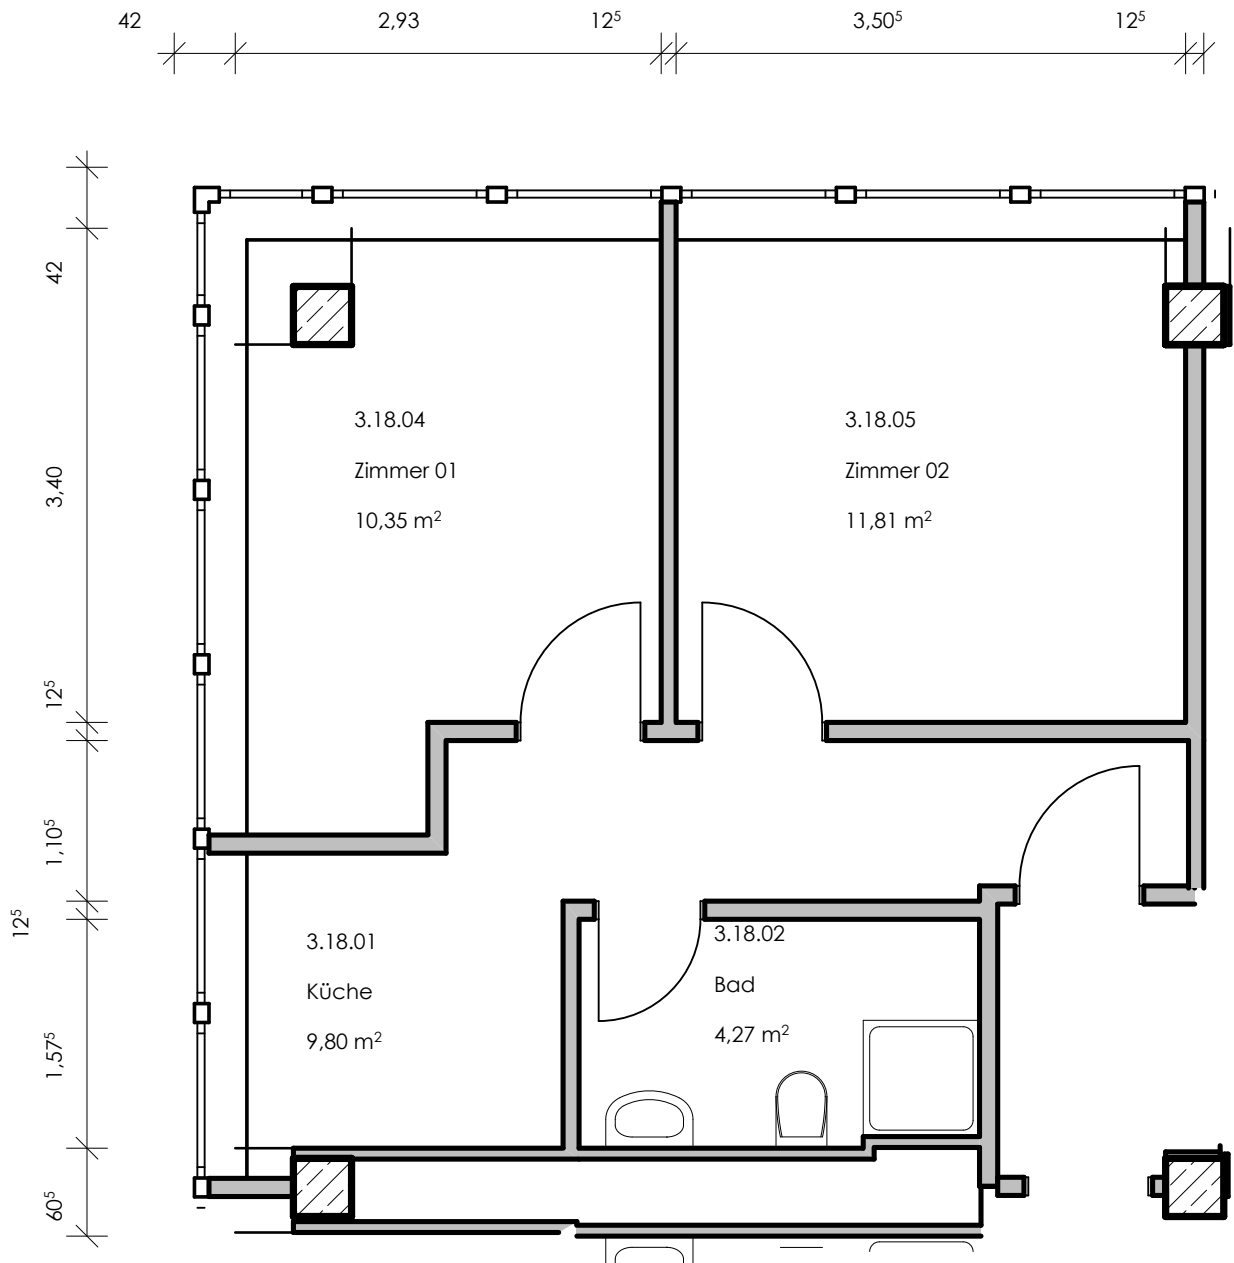 42 2,93 12⁵ 3,50⁵ 12⁵
42
3,40
12⁵
1,10⁵
12⁵
1,57⁵
60⁵
3.18.04
Zimmer 01
10,35 m²
3.18.05
Zimmer 02
11,81 m²
3.18.01
Küche
9,80 m²
3.18.02
Bad
4,27 m²